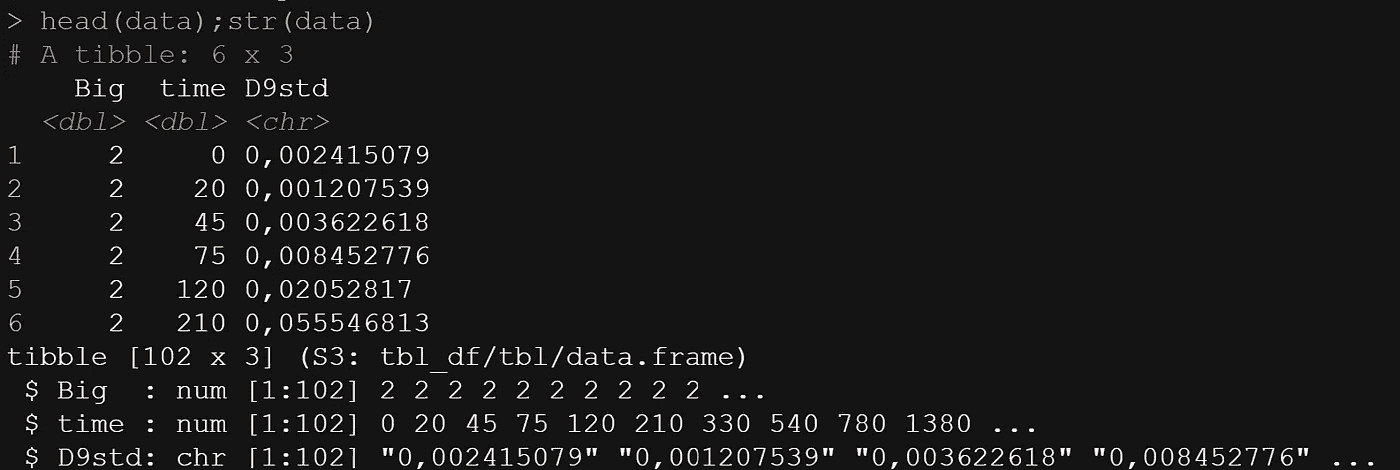 > head(data);str(data)
# A tibble: 6 x 3
    Big  time D9std
  <dbl> <dbl> <chr>
1     2     0 0,002415079
2     2    20 0,001207539
3     2    45 0,003622618
4     2    75 0,008452776
5     2   120 0,02052817
6     2   210 0,055546813
tibble [102 x 3] (S3: tbl_df/tbl/data.frame)
 $ Big  : num [1:102] 2 2 2 2 2 2 2 2 2 2 ...
 $ time : num [1:102] 0 20 45 75 120 210 330 540 780 1380 ...
 $ D9std: chr [1:102] "0,002415079" "0,001207539" "0,003622618" "0,008452776" ...